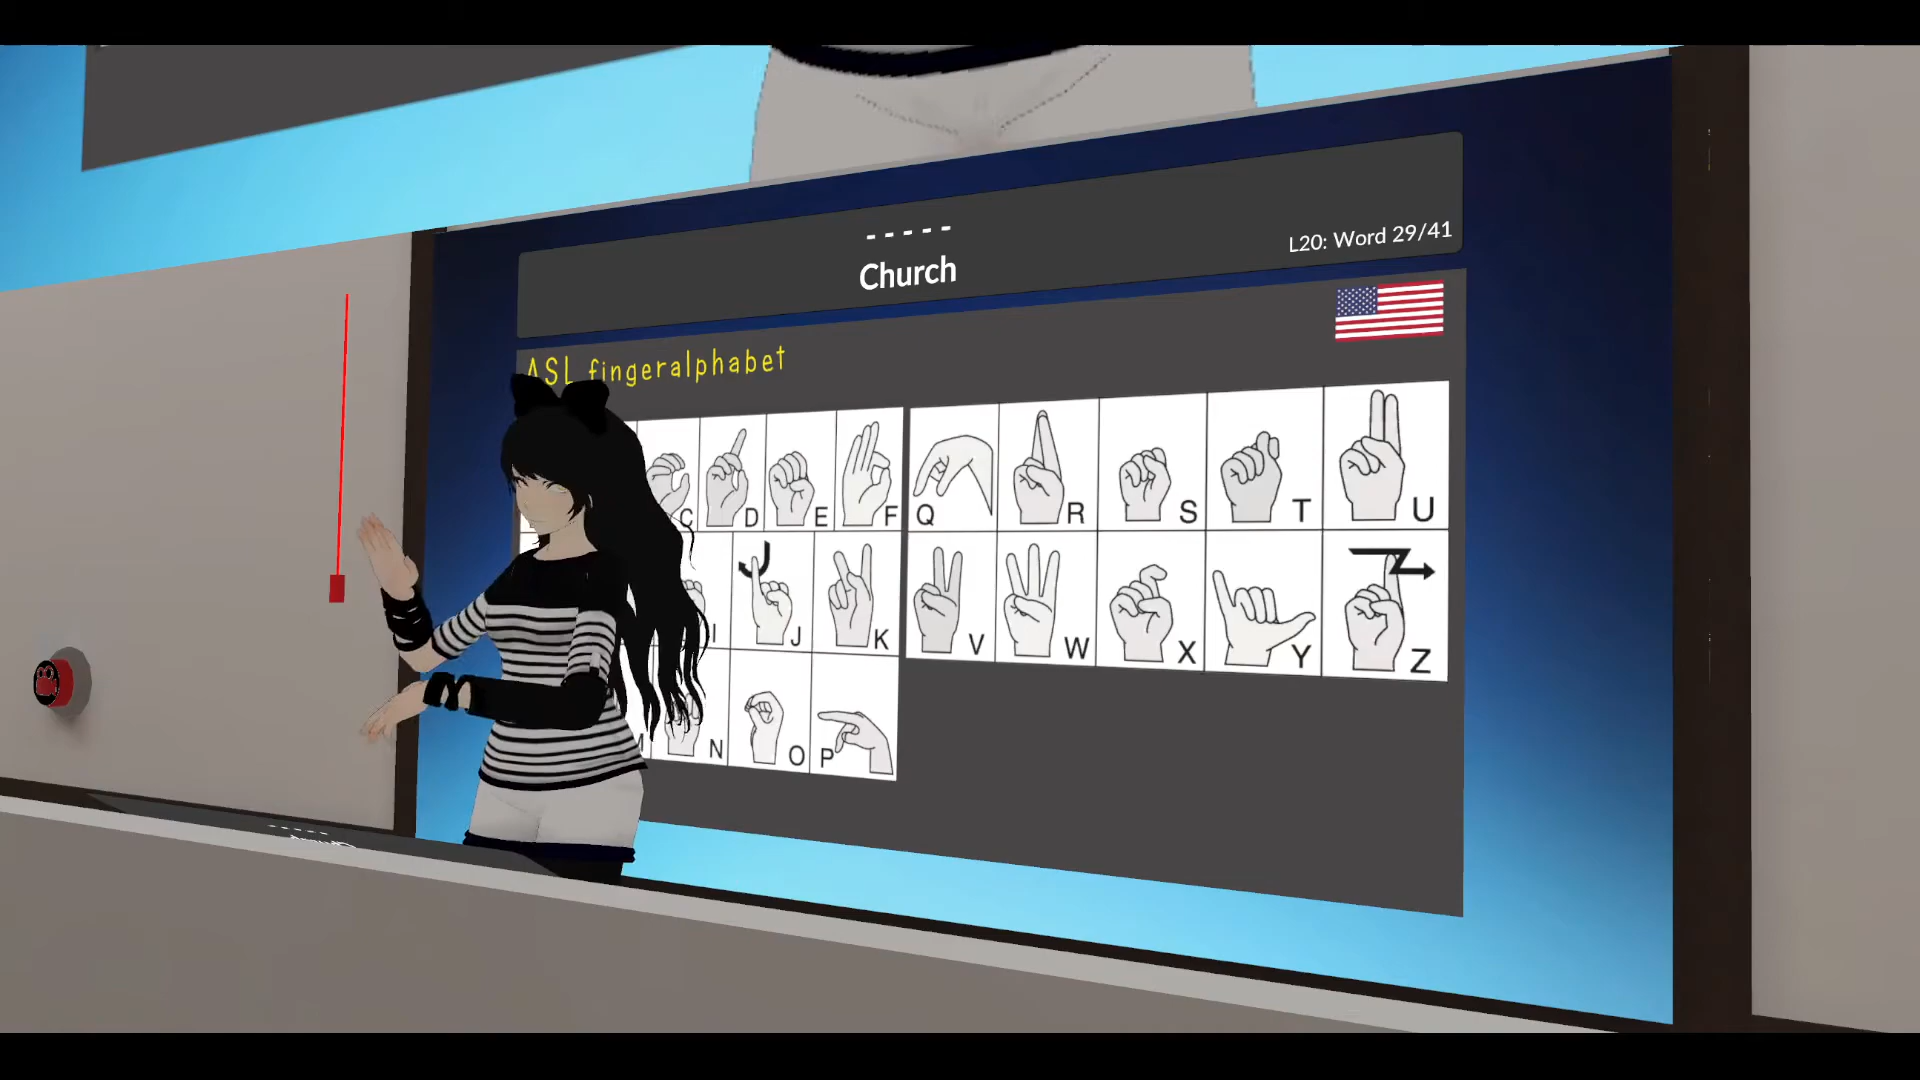 - - - - -
Church
L20: Word 29/41
ASL fingeralphabet
C D E F Q R S T U
I J K V W X Y Z
M N O P